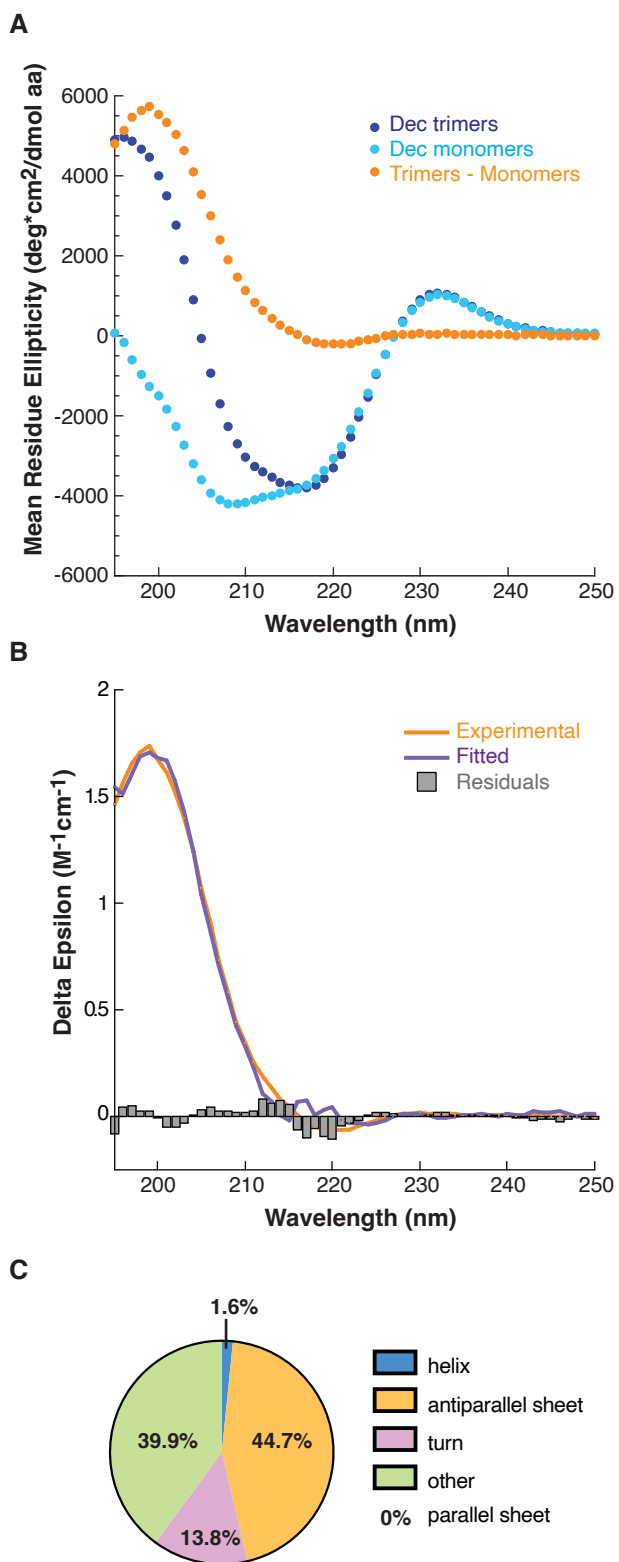 A
Mean Residue Ellipticity (deg*cm²/dmol aa)
6000
4000
2000
0
-2000
-4000
-6000
Dec trimers
Dec monomers
Trimers - Monomers
200
210
220
230
240
250
Wavelength (nm)
B
Delta Epsilon (M⁻¹cm⁻¹)
2
1.5
1
0.5
0
Experimental
Fitted
Residuals
200
210
220
230
240
250
Wavelength (nm)
C
1.6%
44.7%
13.8%
39.9%
helix
antiparallel sheet
turn
other
0% parallel sheet